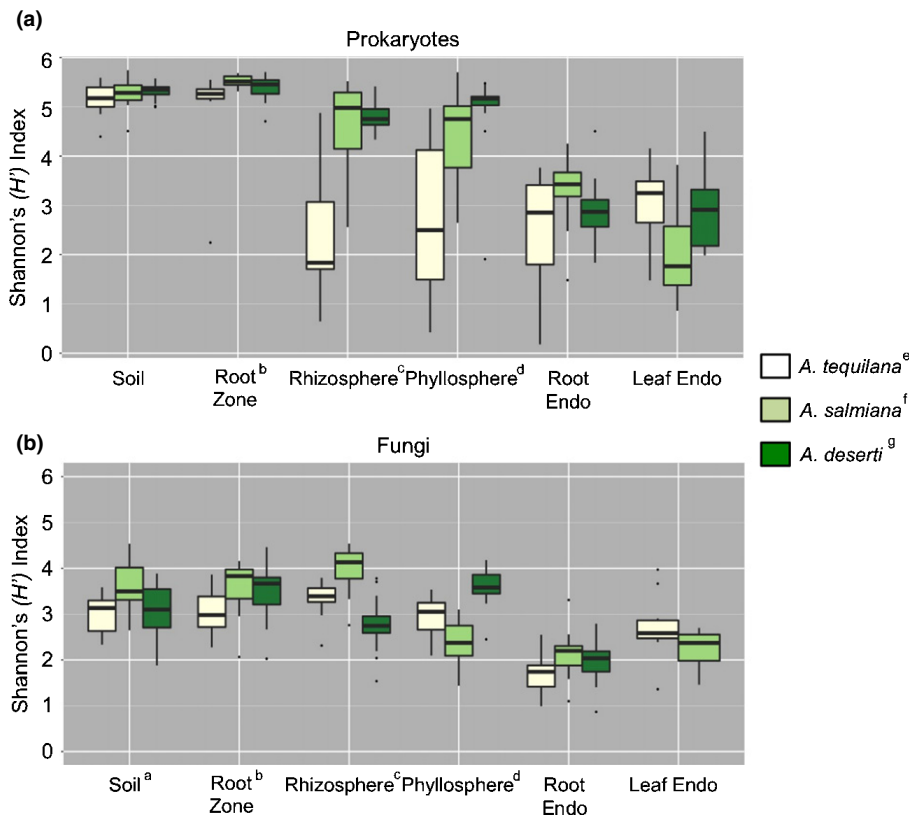 (a)
Prokaryotes
Shannon's (H') Index
6
5
4
3
2
1
0
Soil
Root b
Zone
Rhizosphere c
Phyllosphere d
Root
Endo
Leaf Endo
A. tequilana e
A. salmiana f
A. deserti g
(b)
Fungi
Shannon's (H') Index
6
5
4
3
2
1
0
Soil a
Root b
Zone
Rhizosphere c
Phyllosphere d
Root
Endo
Leaf Endo